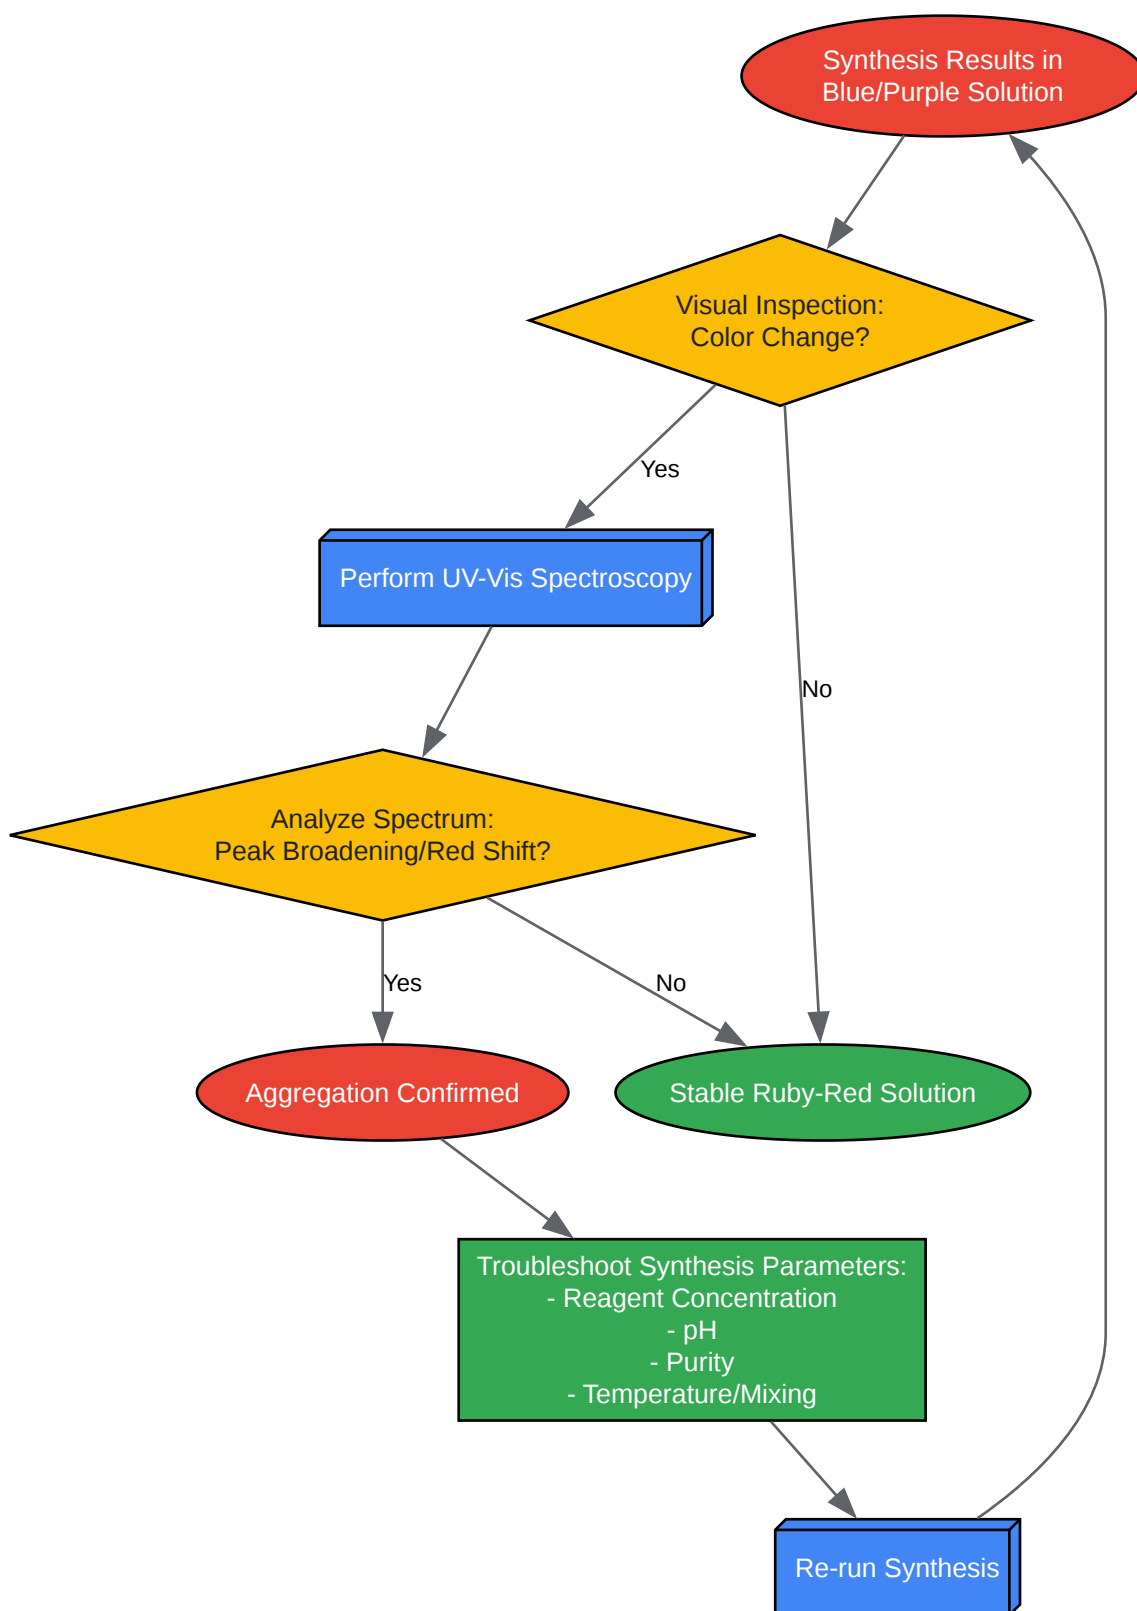 Synthesis Results in
Blue/Purple Solution
Visual Inspection:
Color Change?
Yes
Perform UV-Vis Spectroscopy
No
Analyze Spectrum:
Peak Broadening/Red Shift?
Yes
No
Aggregation Confirmed
Stable Ruby-Red Solution
Troubleshoot Synthesis Parameters:
- Reagent Concentration
- pH
- Purity
- Temperature/Mixing
Re-run Synthesis